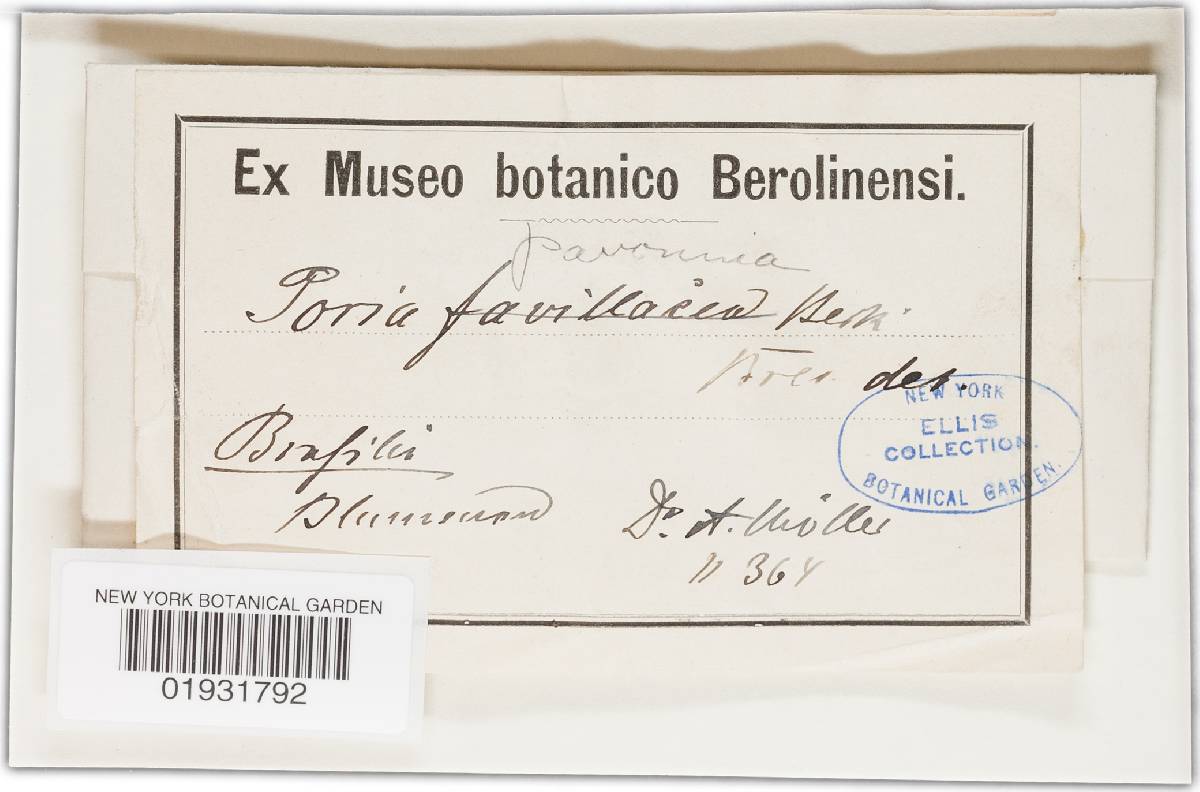 Ex Museo botanico Berolinensi.
pavonina
Poria favillacea Berk.
Bres. det.
NEW YORK
ELLIS
COLLECTION.
BOTANICAL GARDEN.
Brasilia
Blumenau Dr. A. Möller
n 364
NEW YORK BOTANICAL GARDEN
01931792